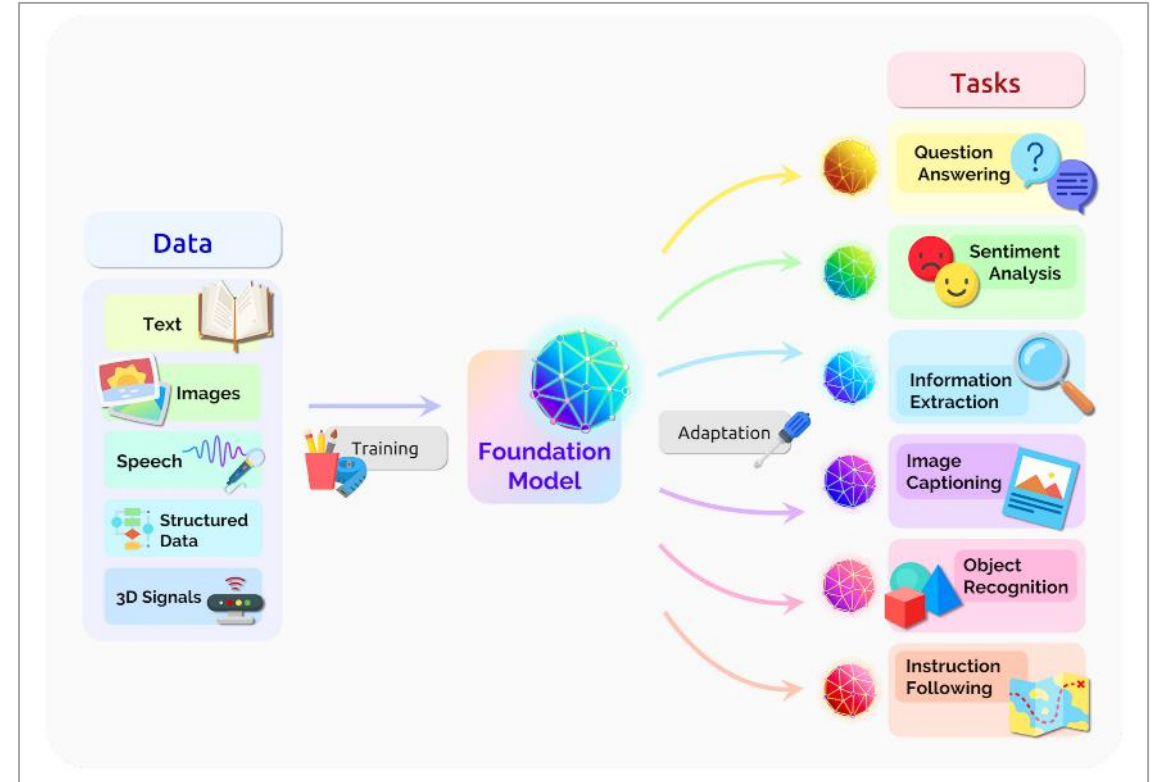 Data
Text
Images
Speech
Structured
Data
3D Signals
Training
Foundation
Model
Adaptation
Tasks
Question
Answering
?
Sentiment
Analysis
Information
Extraction
Image
Captioning
Object
Recognition
Instruction
Following